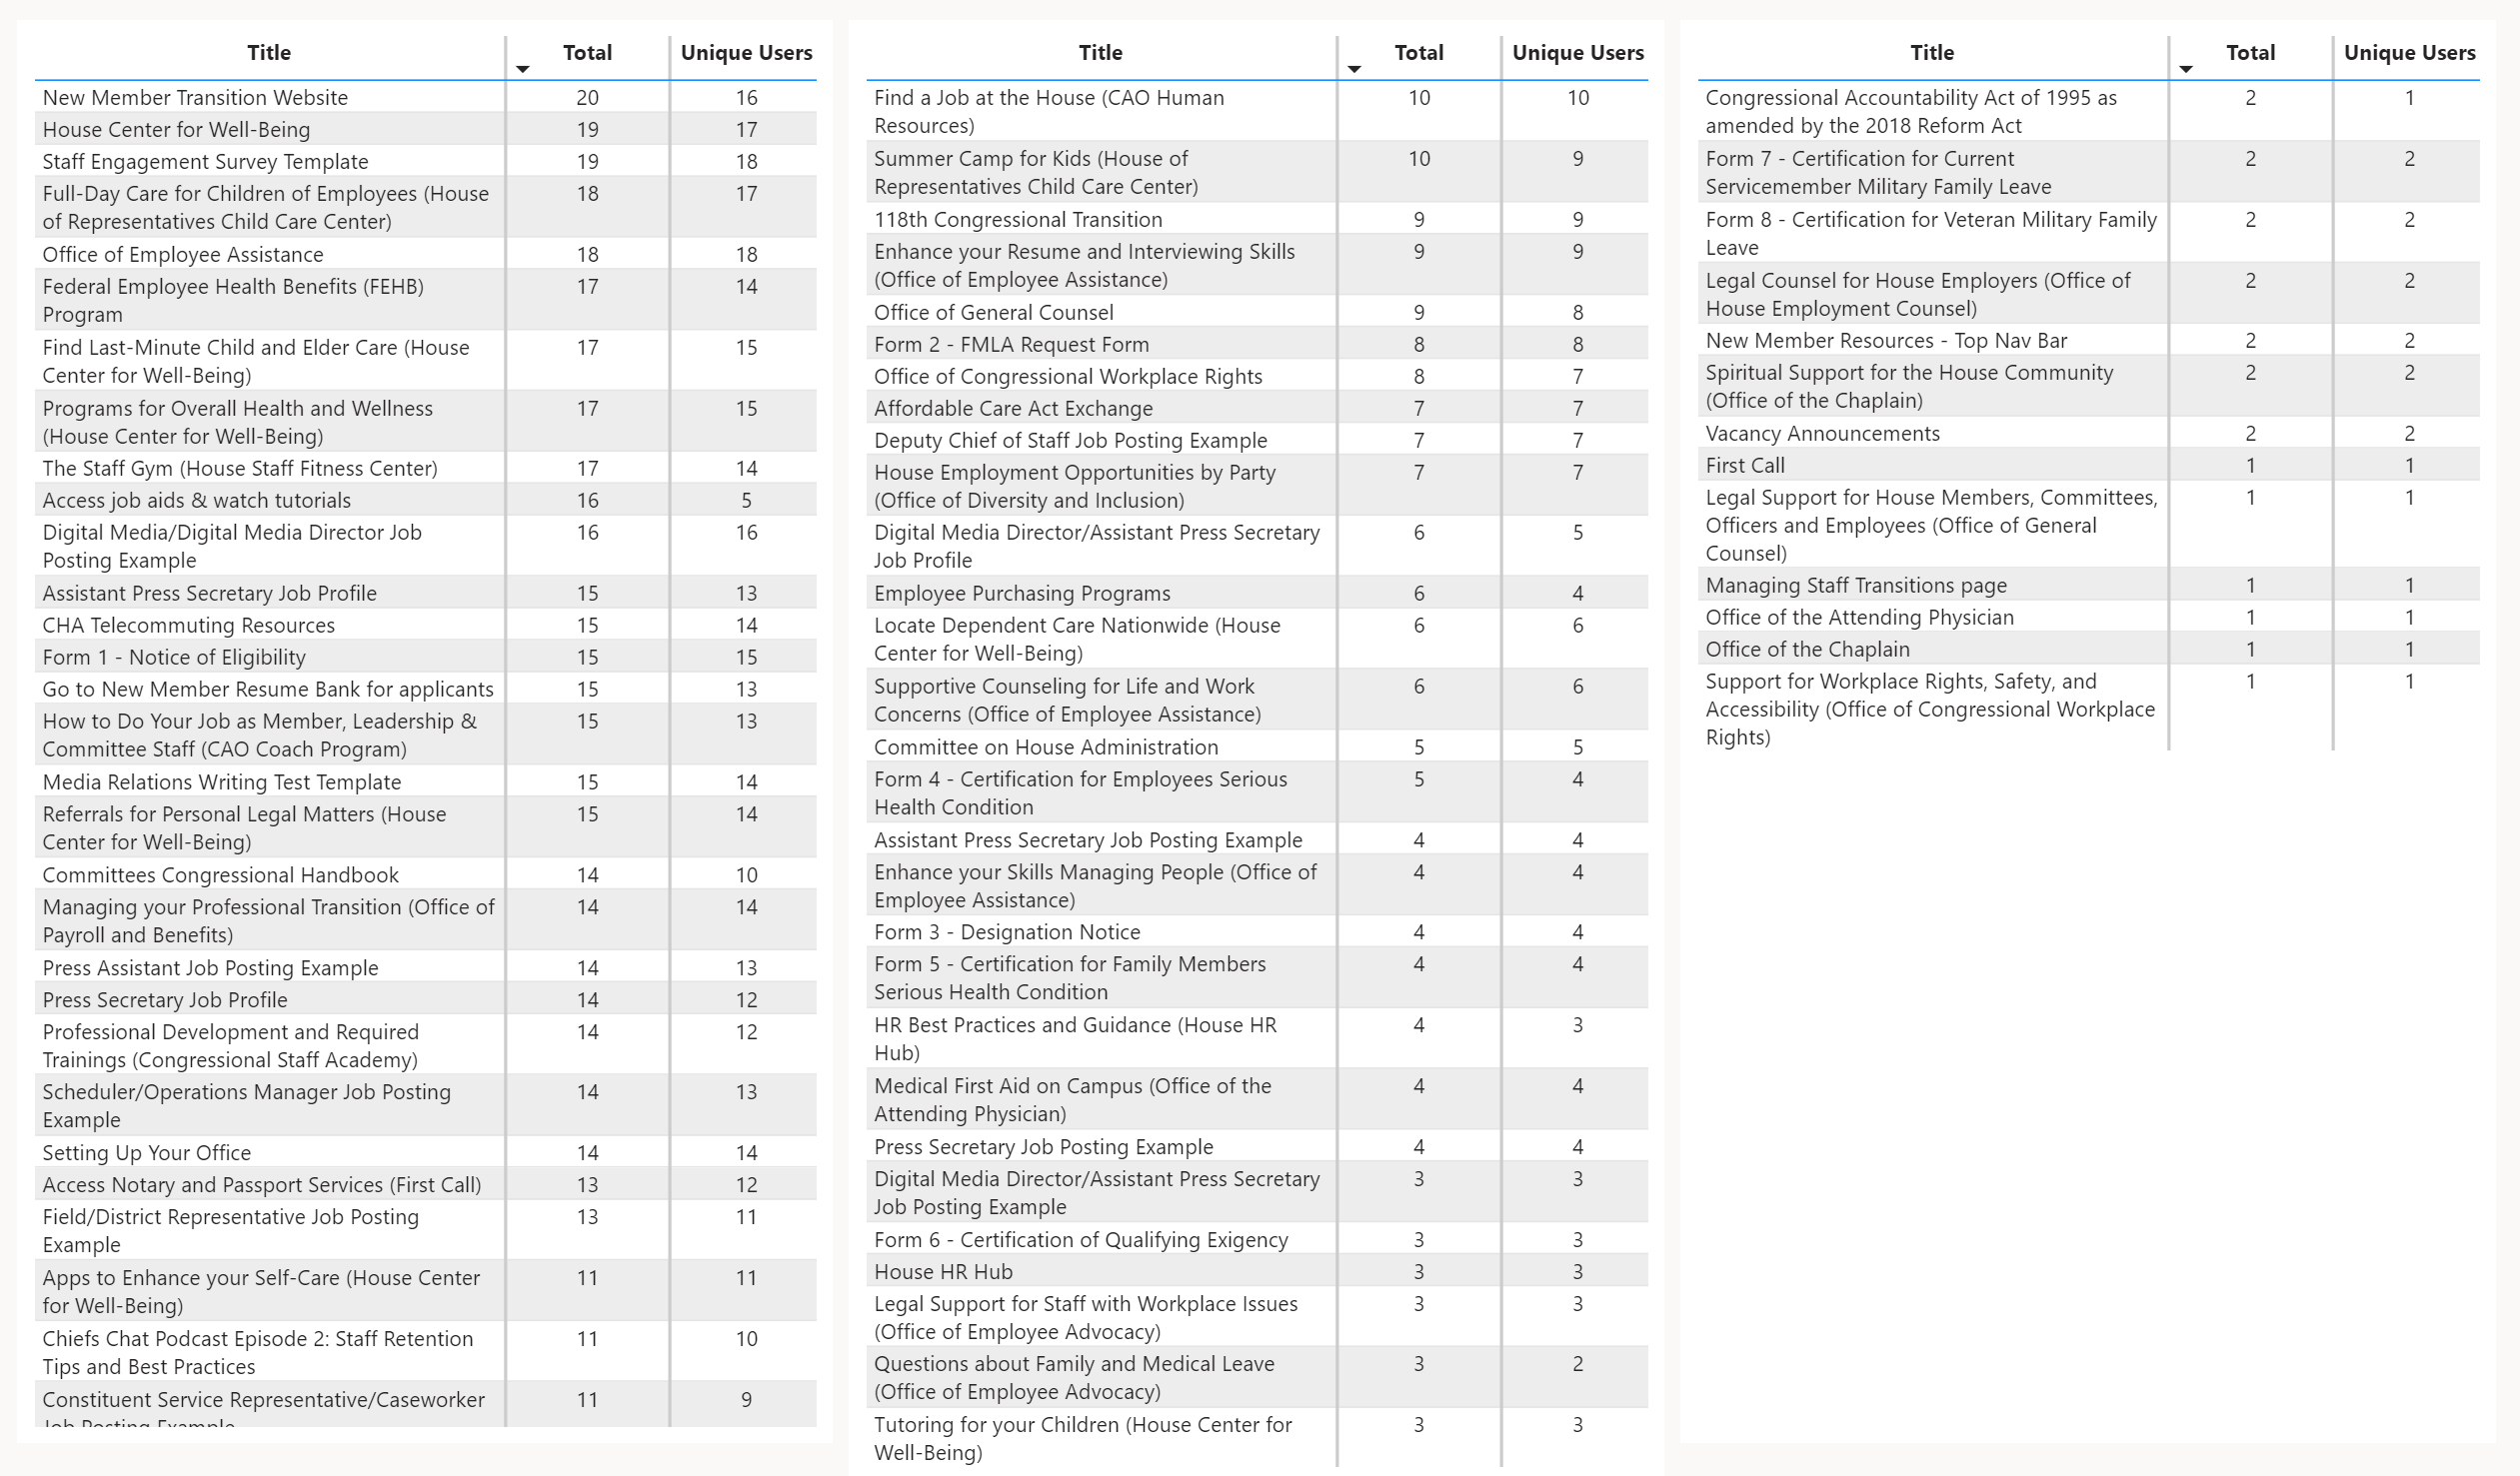 Title Total Unique Users
New Member Transition Website 20 16
House Center for Well-Being 19 17
Staff Engagement Survey Template 19 18
Full-Day Care for Children of Employees (House 18 17
of Representatives Child Care Center)
Office of Employee Assistance 18 18
Federal Employee Health Benefits (FEHB) 17 14
Program
Find Last-Minute Child and Elder Care (House 17 15
Center for Well-Being)
Programs for Overall Health and Wellness 17 15
(House Center for Well-Being)
The Staff Gym (House Staff Fitness Center) 17 14
Access job aids & watch tutorials 16 5
Digital Media/Digital Media Director Job 16 16
Posting Example
Assistant Press Secretary Job Profile 15 13
CHA Telecommuting Resources 15 14
Form 1 - Notice of Eligibility 15 15
Go to New Member Resume Bank for applicants 15 13
How to Do Your Job as Member, Leadership & 15 13
Committee Staff (CAO Coach Program)
Media Relations Writing Test Template 15 14
Referrals for Personal Legal Matters (House 15 14
Center for Well-Being)
Committees Congressional Handbook 14 10
Managing your Professional Transition (Office of 14 14
Payroll and Benefits)
Press Assistant Job Posting Example 14 13
Press Secretary Job Profile 14 12
Professional Development and Required 14 12
Trainings (Congressional Staff Academy)
Scheduler/Operations Manager Job Posting 14 13
Example
Setting Up Your Office 14 14
Access Notary and Passport Services (First Call) 13 12
Field/District Representative Job Posting 13 11
Example
Apps to Enhance your Self-Care (House Center 11 11
for Well-Being)
Chiefs Chat Podcast Episode 2: Staff Retention 11 10
Tips and Best Practices
Constituent Service Representative/Caseworker 11 9
Job Posting Example
Title Total Unique Users
Find a Job at the House (CAO Human 10 10
Resources)
Summer Camp for Kids (House of 10 9
Representatives Child Care Center)
118th Congressional Transition 9 9
Enhance your Resume and Interviewing Skills 9 9
(Office of Employee Assistance)
Office of General Counsel 9 8
Form 2 - FMLA Request Form 8 8
Office of Congressional Workplace Rights 8 7
Affordable Care Act Exchange 7 7
Deputy Chief of Staff Job Posting Example 7 7
House Employment Opportunities by Party 7 7
(Office of Diversity and Inclusion)
Digital Media Director/Assistant Press Secretary 6 5
Job Profile
Employee Purchasing Programs 6 4
Locate Dependent Care Nationwide (House 6 6
Center for Well-Being)
Supportive Counseling for Life and Work 6 6
Concerns (Office of Employee Assistance)
Committee on House Administration 5 5
Form 4 - Certification for Employees Serious 5 4
Health Condition
Assistant Press Secretary Job Posting Example 4 4
Enhance your Skills Managing People (Office of 4 4
Employee Assistance)
Form 3 - Designation Notice 4 4
Form 5 - Certification for Family Members 4 4
Serious Health Condition
HR Best Practices and Guidance (House HR 4 3
Hub)
Medical First Aid on Campus (Office of the 4 4
Attending Physician)
Press Secretary Job Posting Example 4 4
Digital Media Director/Assistant Press Secretary 3 3
Job Posting Example
Form 6 - Certification of Qualifying Exigency 3 3
House HR Hub 3 3
Legal Support for Staff with Workplace Issues 3 3
(Office of Employee Advocacy)
Questions about Family and Medical Leave 3 2
(Office of Employee Advocacy)
Tutoring for your Children (House Center for 3 3
Well-Being)
Title Total Unique Users
Congressional Accountability Act of 1995 as 2 1
amended by the 2018 Reform Act
Form 7 - Certification for Current 2 2
Servicemember Military Family Leave
Form 8 - Certification for Veteran Military Family 2 2
Leave
Legal Counsel for House Employers (Office of 2 2
House Employment Counsel)
New Member Resources - Top Nav Bar 2 2
Spiritual Support for the House Community 2 2
(Office of the Chaplain)
Vacancy Announcements 2 2
First Call 1 1
Legal Support for House Members, Committees, 1 1
Officers and Employees (Office of General
Counsel)
Managing Staff Transitions page 1 1
Office of the Attending Physician 1 1
Office of the Chaplain 1 1
Support for Workplace Rights, Safety, and 1 1
Accessibility (Office of Congressional Workplace
Rights)